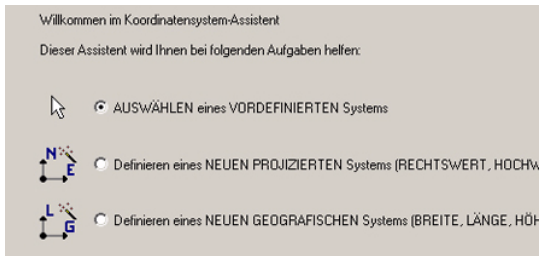 Willkommen im Koordinatensystem-Assistent
Dieser Assistent wird Ihnen bei folgenden Aufgaben helfen:
AUSWÄHLEN eines VORDEFINIERTEN Systems
N
E
Definieren eines NEUEN PROJIZIERTEN Systems (RECHTSWERT, HOCHW
L
G
Definieren eines NEUEN GEOGRAFISCHEN Systems (BREITE, LÄNGE, HÖH